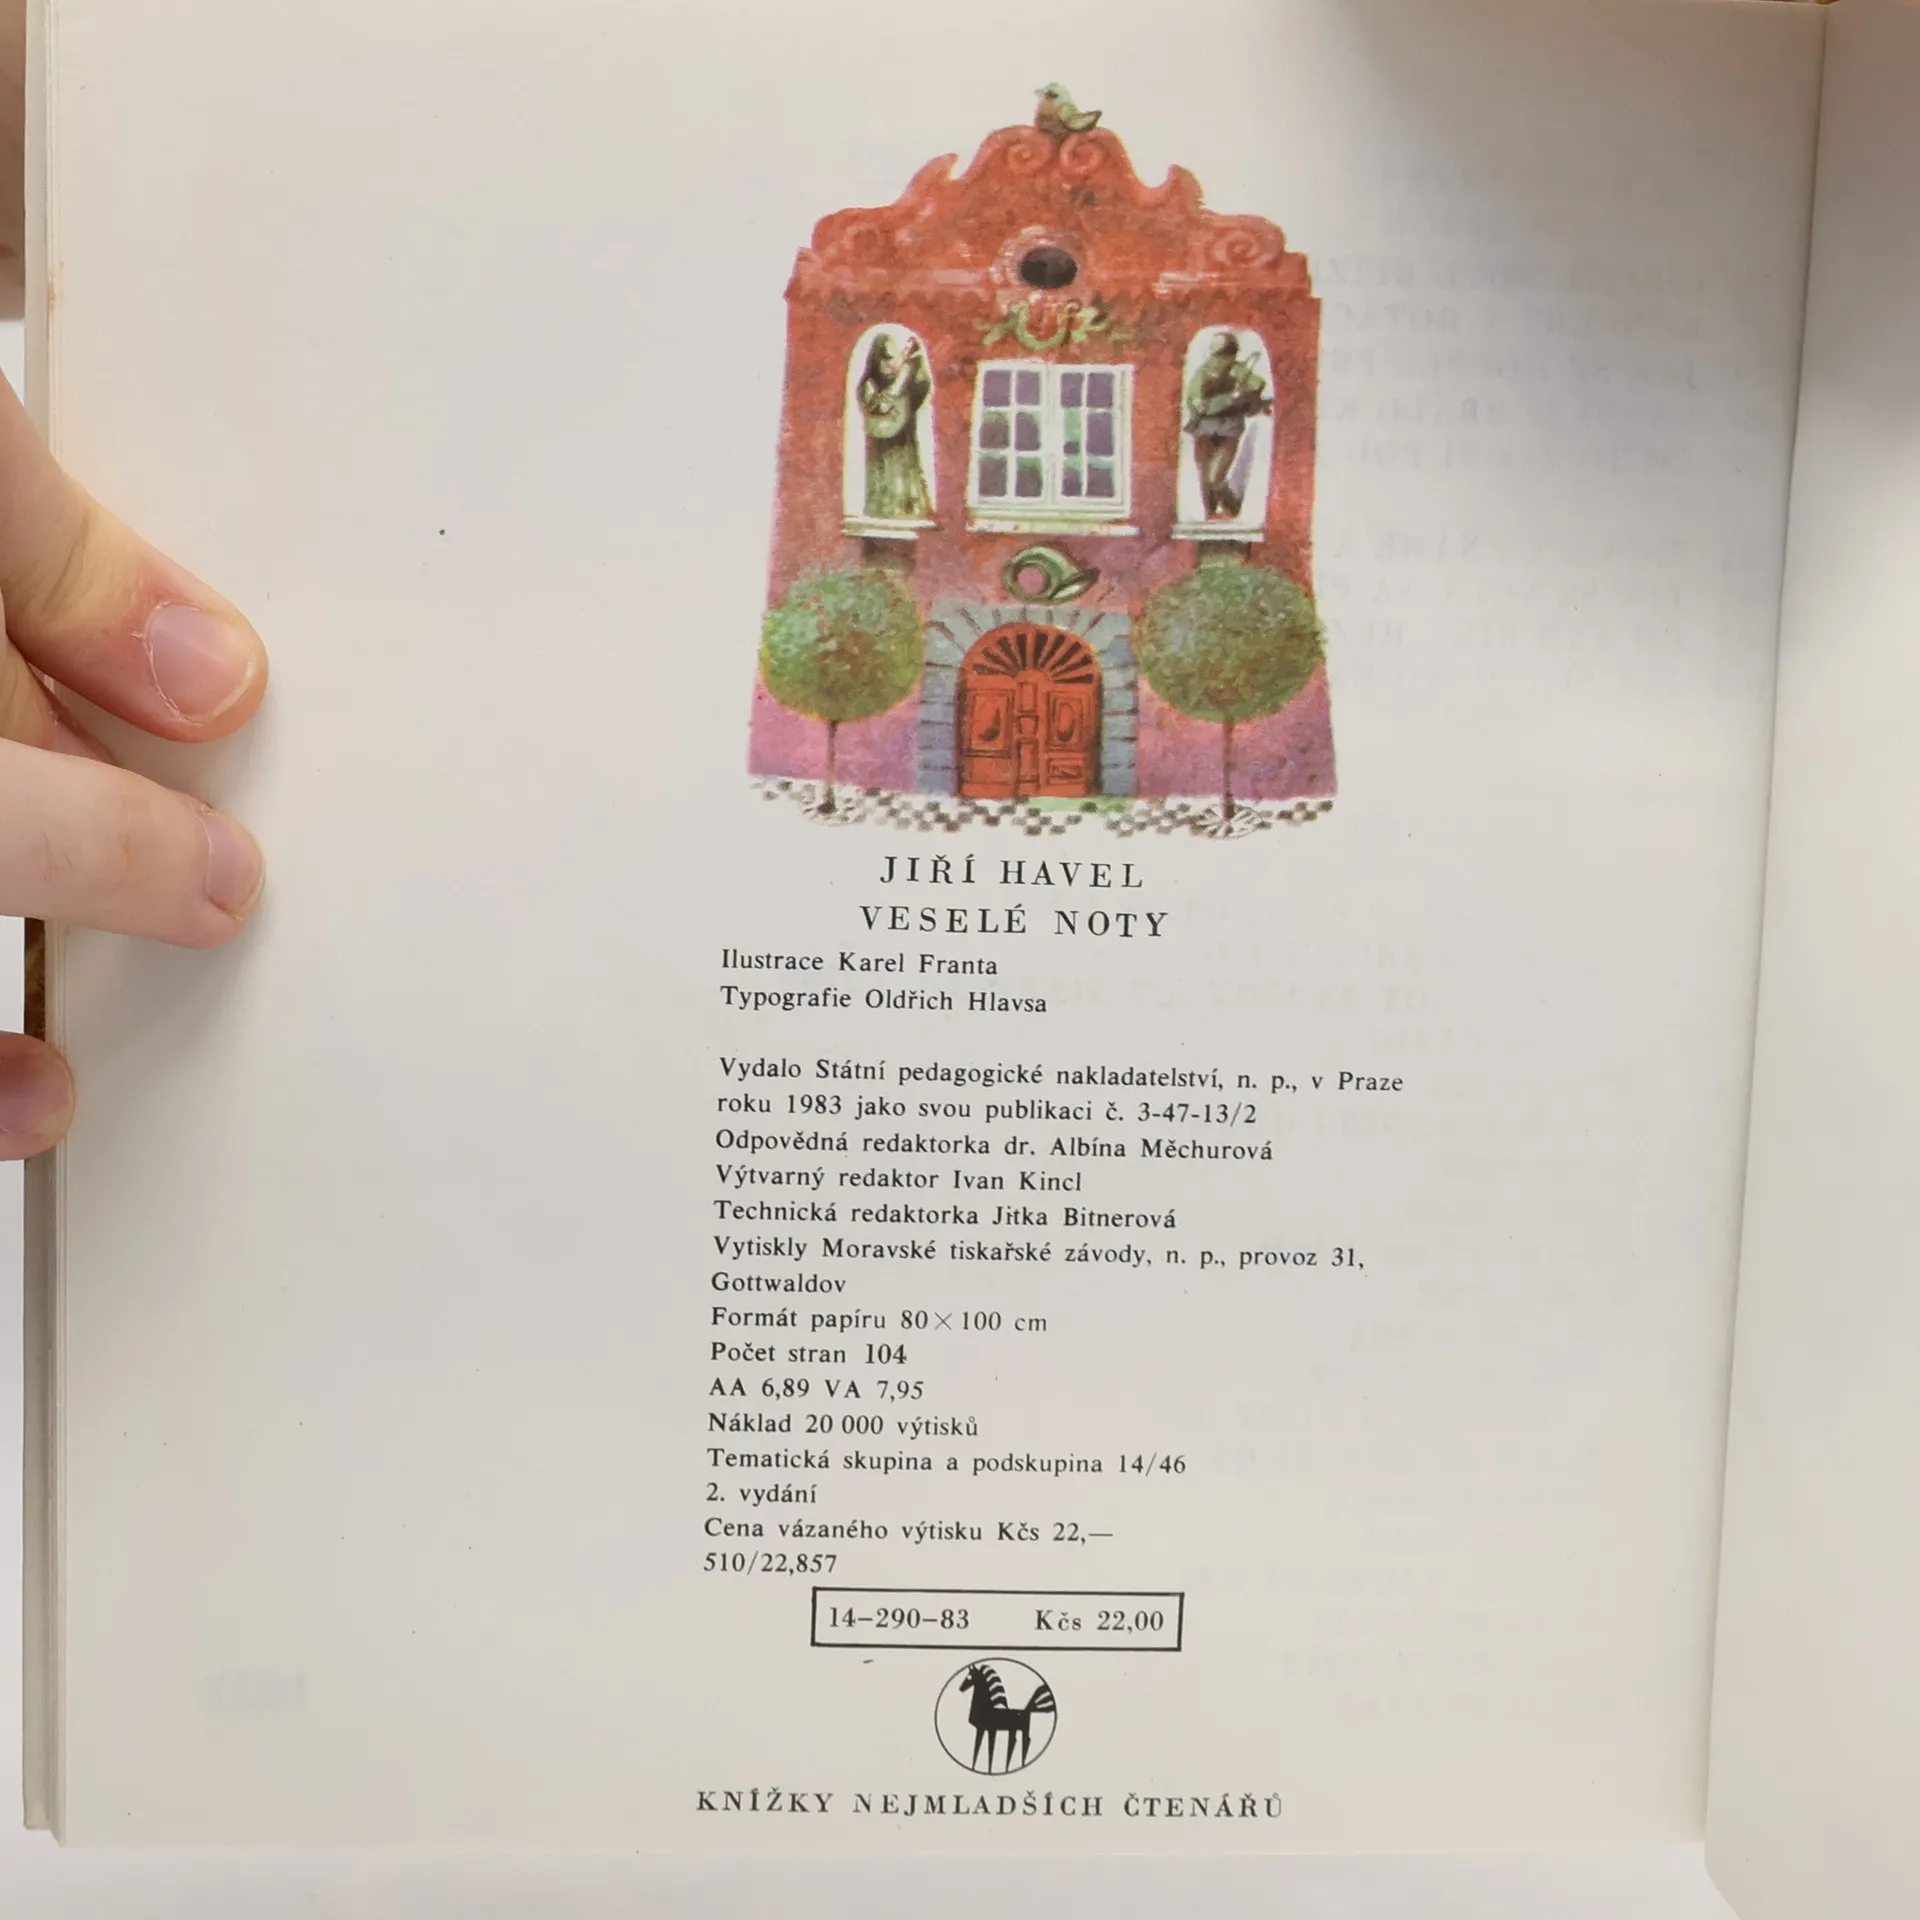 JIŘÍ HAVEL
VESELÉ NOTY
Ilustrace Karel Franta
Typografie Oldřich Hlavsa
Vydalo Státní pedagogické nakladatelství, n. p., v Praze
roku 1983 jako svou publikaci č. 3-47-13/2
Odpovědná redaktorka dr. Albína Měchurová
Výtvarný redaktor Ivan Kincl
Technická redaktorka Jitka Bitnerová
Vytiskly Moravské tiskařské závody, n. p., provoz 31,
Gottwaldov
Formát papíru 80×100 cm
Počet stran 104
AA 6,89 VA 7,95
Náklad 20 000 výtisků
Tematická skupina a podskupina 14/46
2. vydání
Cena vázaného výtisku Kčs 22,—
510/22,857
14–290–83 Kčs 22,00
KNÍŽKY NEJMLADŠÍCH ČTENÁŘŮ